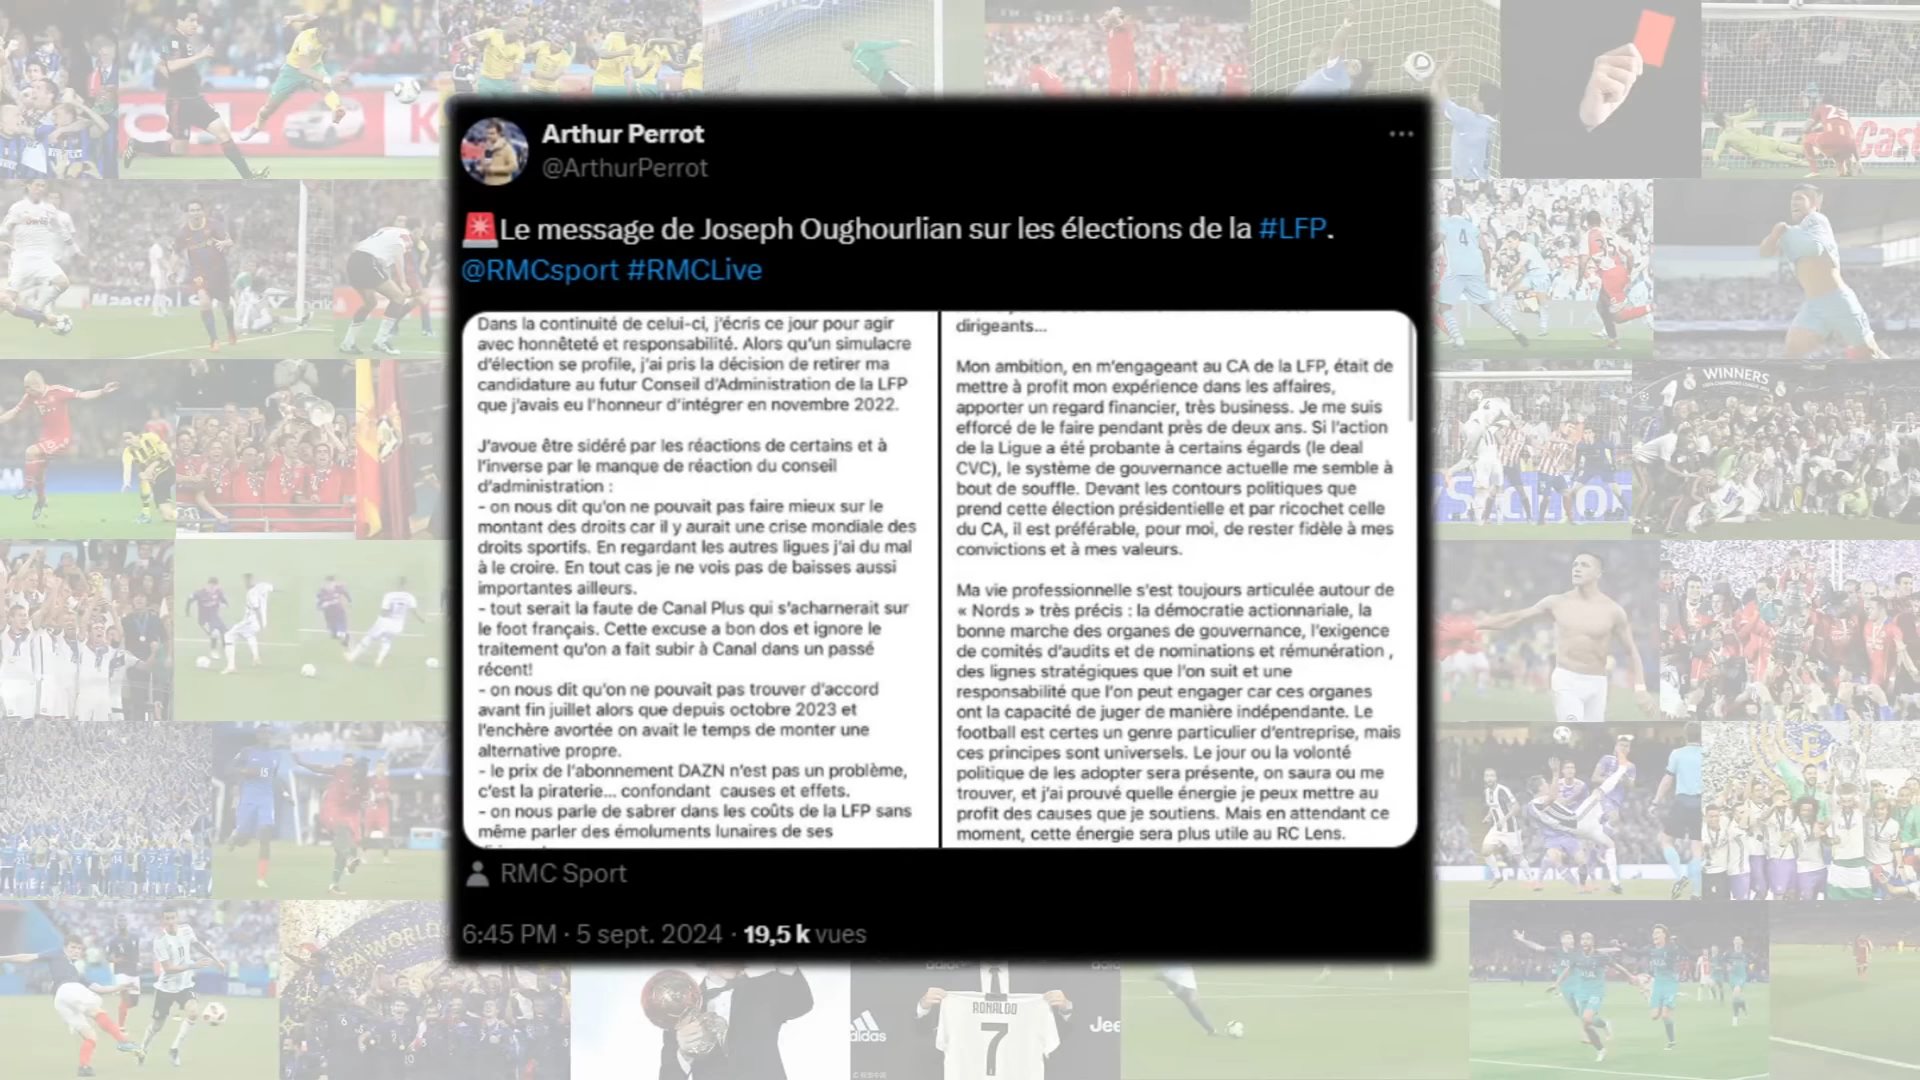 Arthur Perrot
@ArthurPerrot
Le message de Joseph Oughourlian sur les élections de la #LFP.
@RMCsport #RMCLive
Dans la continuité de celui-ci, j'écris ce jour pour agir
avec honnêteté et responsabilité. Alors qu'un simulacre
d'élection se profile, j'ai pris la décision de retirer ma
candidature au futur Conseil d'Administration de la LFP
que j'avais eu l'honneur d'intégrer en novembre 2022.
J'avoue être sidéré par les réactions de certains et à
l'inverse par le manque de réaction du conseil
d'administration :
- on nous dit qu'on ne pouvait pas faire mieux sur le
montant des droits car il y aurait une crise mondiale des
droits sportifs. En regardant les autres ligues j'ai du mal
à le croire. En tout cas je ne vois pas de baisses aussi
importantes ailleurs.
- tout serait la faute de Canal Plus qui s'acharnerait sur
le foot français. Cette excuse a bon dos et ignore le
traitement qu'on a fait subir à Canal dans un passé
récent!
- on nous dit qu'on ne pouvait pas trouver d'accord
avant fin juillet alors que depuis octobre 2023 et
l'enchère avortée on avait le temps de monter une
alternative propre.
- le prix de l'abonnement DAZN n'est pas un problème,
c'est la piraterie... confondant causes et effets.
- on nous parle de sabrer dans les coûts de la LFP sans
même parler des émoluments lunaires de ses
dirigeants...
Mon ambition, en m'engageant au CA de la LFP, était de
mettre à profit mon expérience dans les affaires,
apporter un regard financier, très business. Je me suis
efforcé de le faire pendant près de deux ans. Si l'action
de la Ligue a été probante à certains égards (le deal
CVC), le système de gouvernance actuelle me semble à
bout de souffle. Devant les contours politiques que
prend cette élection présidentielle et par ricochet celle
du CA, il est préférable, pour moi, de rester fidèle à mes
convictions et à mes valeurs.
Ma vie professionnelle s'est toujours articulée autour de
« Nords » très précis : la démocratie actionnariale, la
bonne marche des organes de gouvernance, l'exigence
de comités d'audits et de nominations et rémunération ,
des lignes stratégiques que l'on suit et une
responsabilité que l'on peut engager car ces organes
ont la capacité de juger de manière indépendante. Le
football est certes un genre particulier d'entreprise, mais
ces principes sont universels. Le jour ou la volonté
politique de les adopter sera présente, on saura ou me
trouver, et j'ai prouvé quelle énergie je peux mettre au
profit des causes que je soutiens. Mais en attendant ce
moment, cette énergie sera plus utile au RC Lens.
RMC Sport
6:45 PM · 5 sept. 2024 · 19,5 k vues
WINNERS
RONALDO
7
adidas
Jee